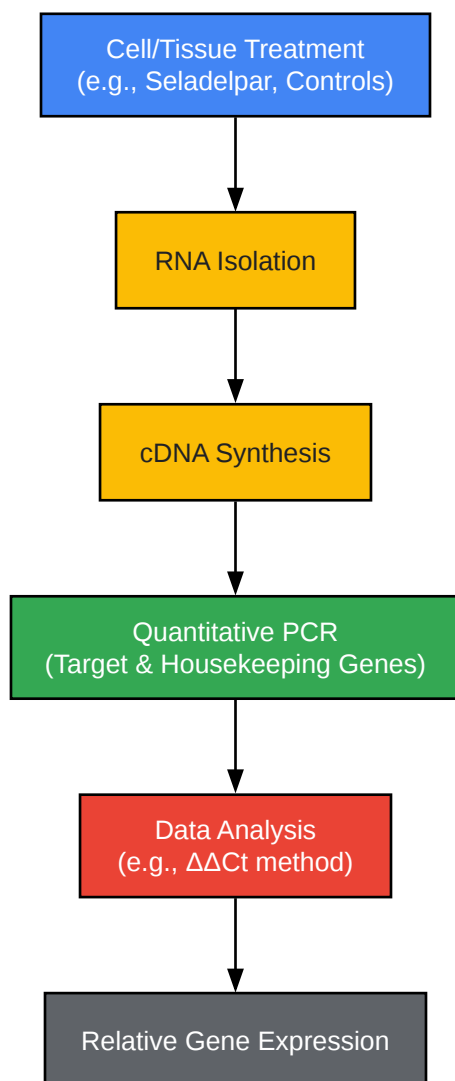 Cell/Tissue Treatment
(e.g., Seladelpar, Controls)
RNA Isolation
cDNA Synthesis
Quantitative PCR
(Target & Housekeeping Genes)
Data Analysis
(e.g., ΔΔCt method)
Relative Gene Expression